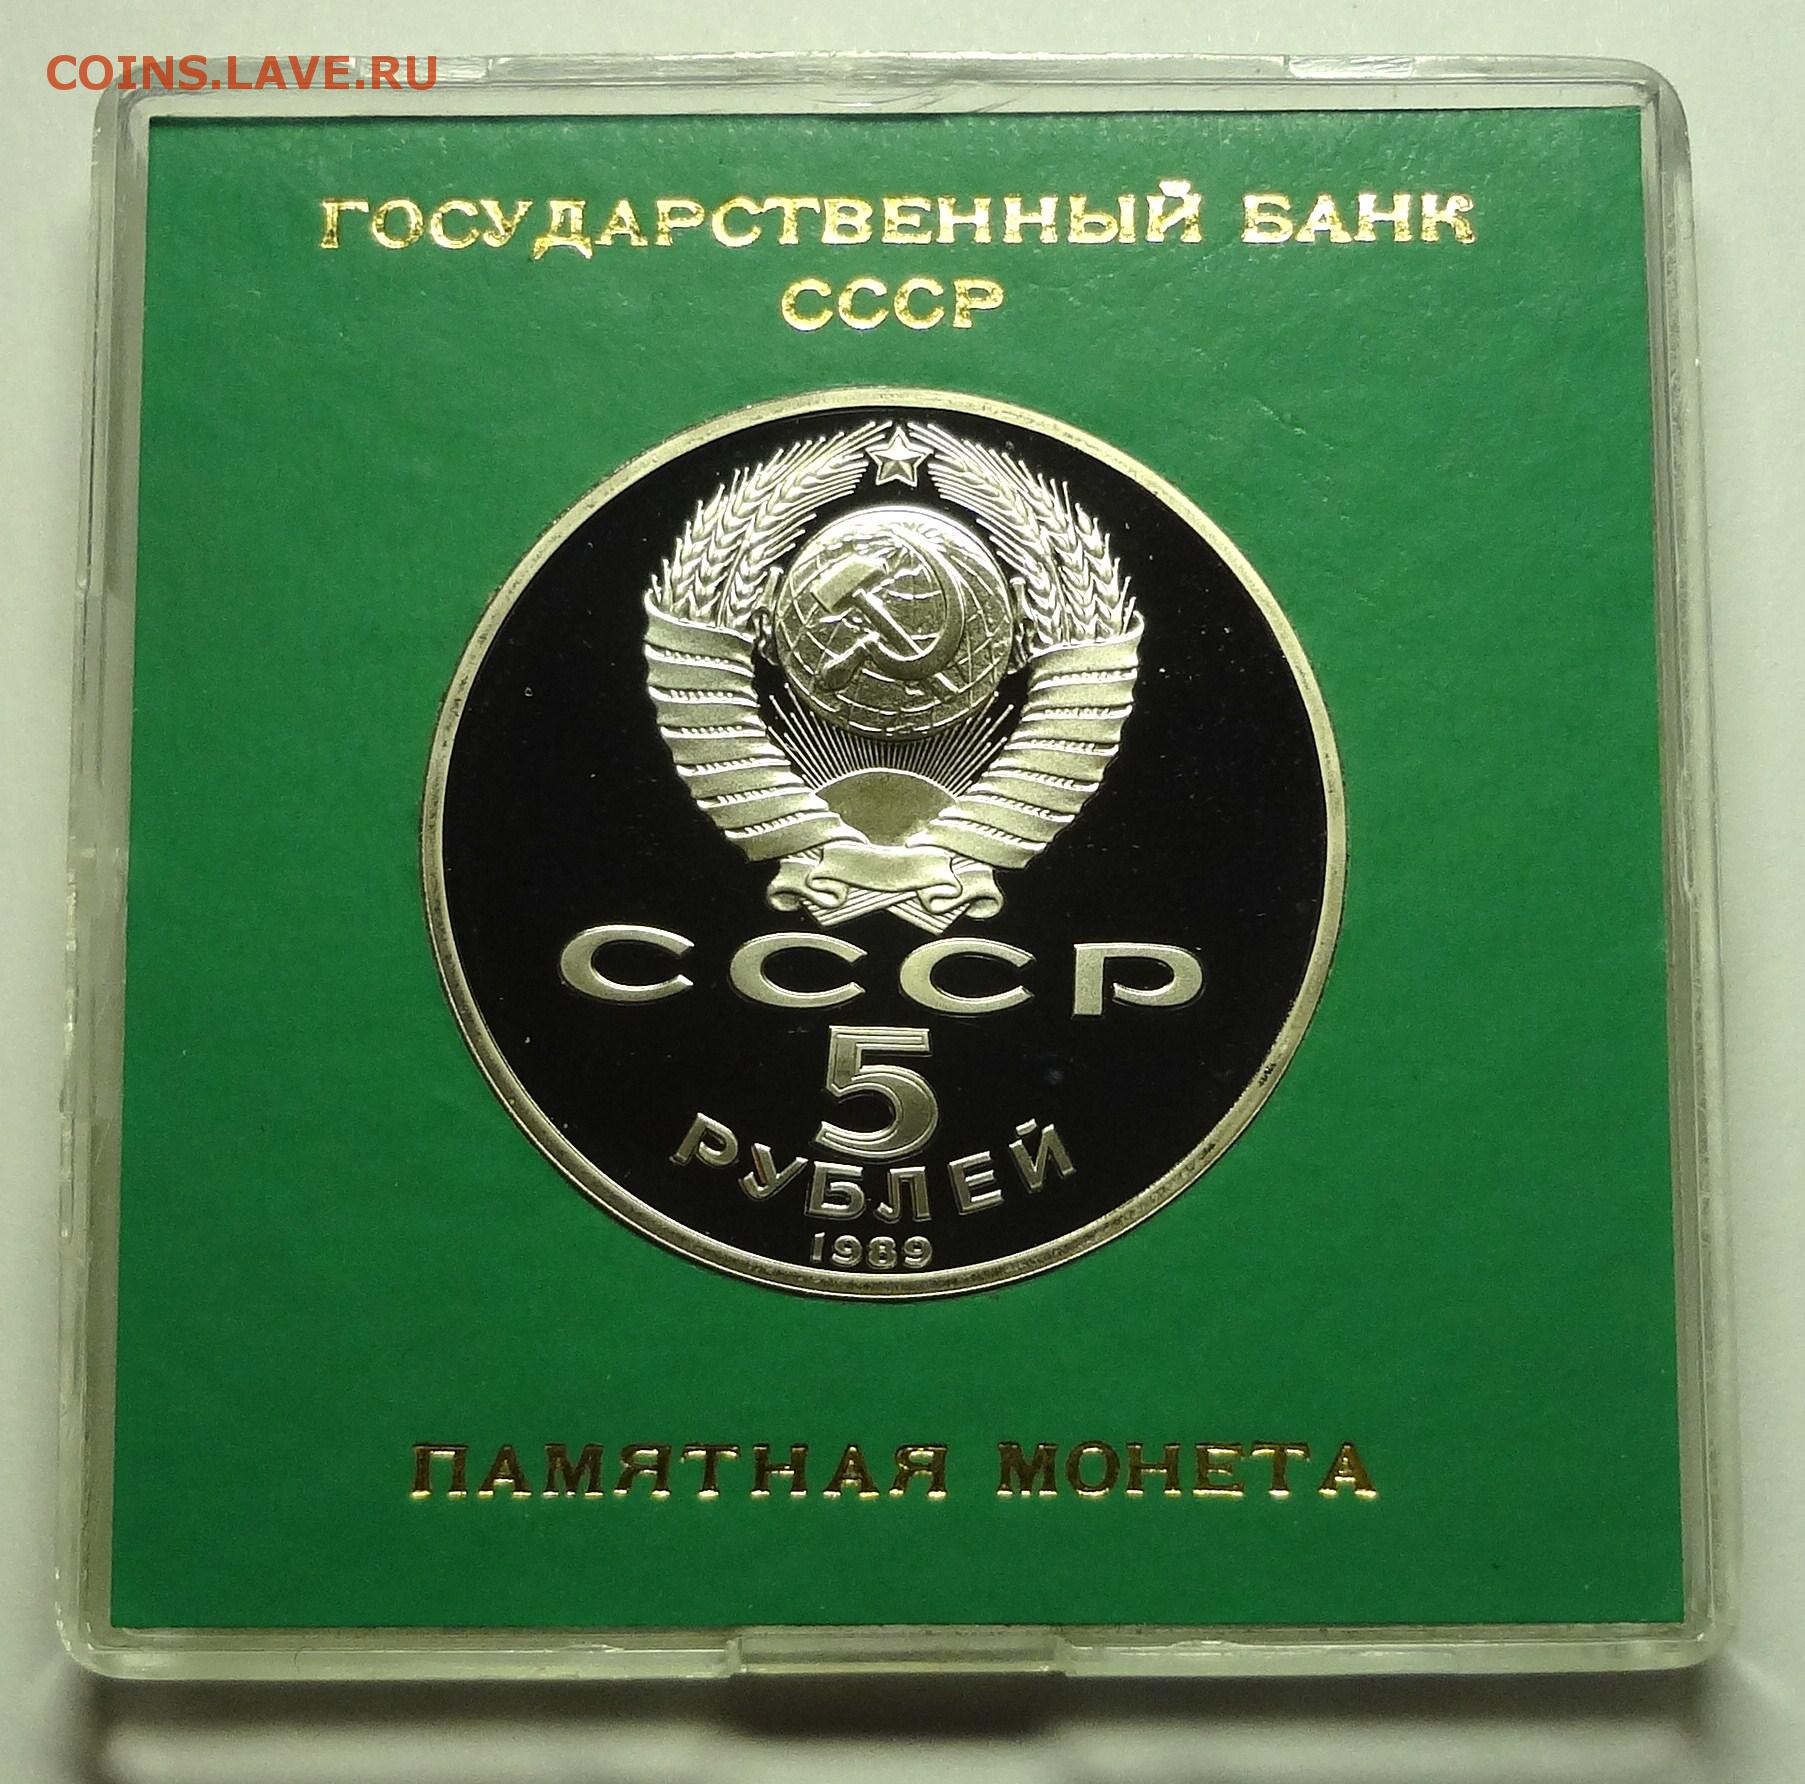 COINS.LAVE.RU
ГОСУДАРСТВЕННЫЙ БАНК
СССР
СССР
5
РУБЛЕЙ
1989
ПАМЯТНАЯ МОНЕТА